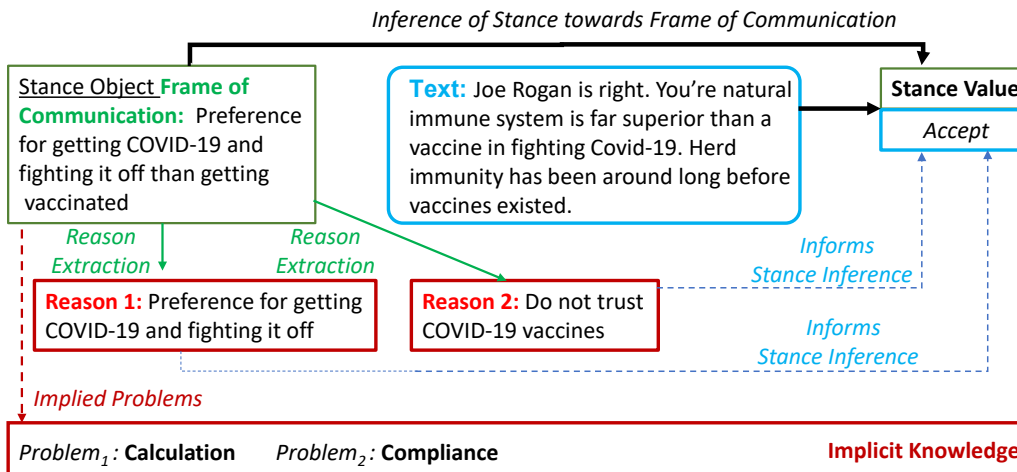 Inference of Stance towards Frame of Communication
Stance Object Frame of
Communication: Preference
for getting COVID-19 and
fighting it off than getting
vaccinated
Text: Joe Rogan is right. You’re natural
immune system is far superior than a
vaccine in fighting Covid-19. Herd
immunity has been around long before
vaccines existed.
Stance Value
Accept
Reason
Extraction
Reason
Extraction
Informs
Stance Inference
Reason 1: Preference for getting
COVID-19 and fighting it off
Reason 2: Do not trust
COVID-19 vaccines
Informs
Stance Inference
Implied Problems
Problem1: Calculation Problem2: Compliance Implicit Knowledge